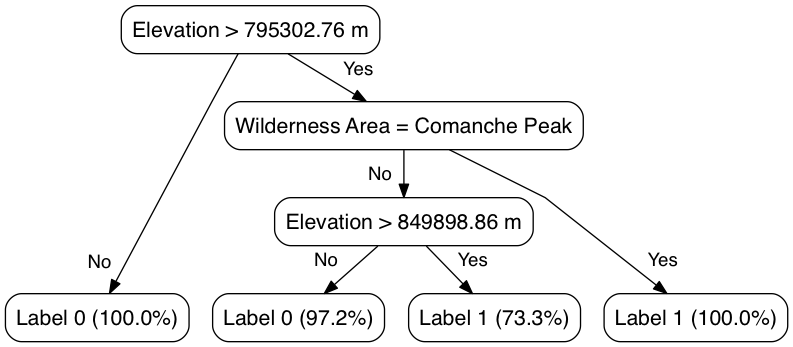 Elevation > 795302.76 m
Yes
Wilderness Area = Comanche Peak
No
Elevation > 849898.86 m
No
No
Yes
Yes
Label 0 (100.0%)
Label 0 (97.2%)
Label 1 (73.3%)
Label 1 (100.0%)